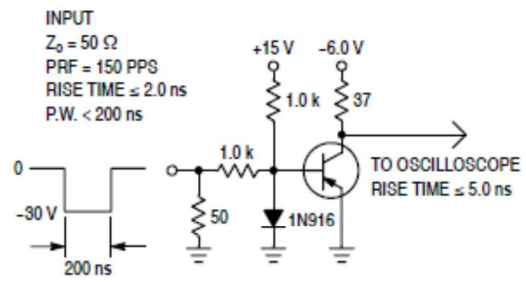 INPUT
Zo = 50 Ω
PRF = 150 PPS
RISE TIME ≤ 2.0 ns
P.W. < 200 ns
+15 V
−6.0 V
1.0 k
37
1.0 k
0
−30 V
50
1N916
200 ns
TO OSCILLOSCOPE
RISE TIME ≤ 5.0 ns